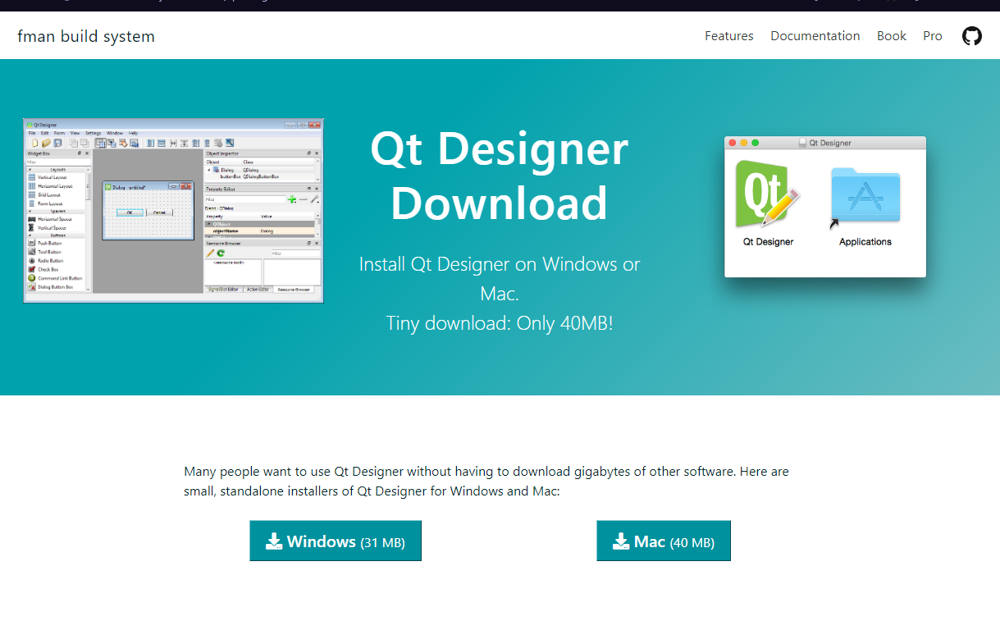 fman build system
Features Documentation Book Pro
Qt Designer
File Edit Form View Settings Window Help
Widget Box
Filter
Layouts
Vertical Layout
Horizontal Layout
Grid Layout
Form Layout
Spacers
Horizontal Spacer
Vertical Spacer
Buttons
Push Button
Tool Button
Radio Button
Check Box
Command Link Button
Dialog Button Box
Dialog - untitled*
OK Cancel
Object Inspector
Object Class
Dialog QDialog
buttonBox QDialogButtonBox
Property Editor
Filter
Dialog : QDialog
Property Value
QObject
objectName Dialog
Resource Browser
Filter
<resource root>
Signal/Slot Editor Action Editor Resource Browser
Qt Designer
Download
Install Qt Designer on Windows or
Mac.
Tiny download: Only 40MB!
Qt Designer
Qt
Qt Designer Applications
Many people want to use Qt Designer without having to download gigabytes of other software. Here are
small, standalone installers of Qt Designer for Windows and Mac:
Windows (31 MB) Mac (40 MB)